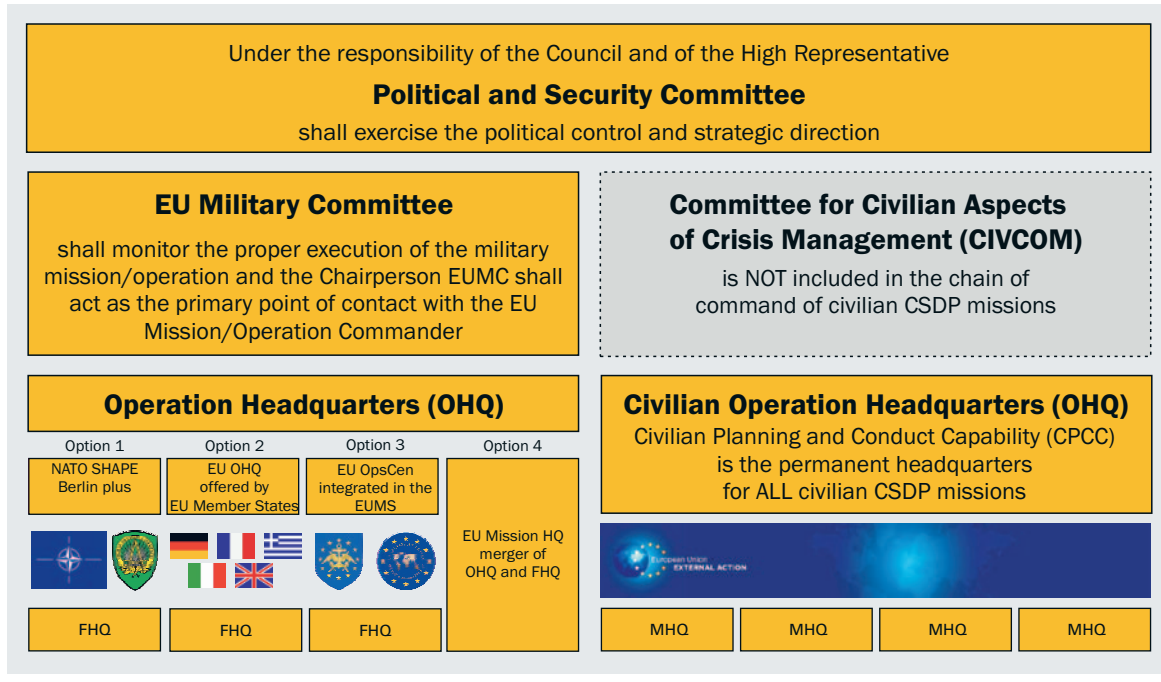 Under the responsibility of the Council and of the High Representative
Political and Security Committee
shall exercise the political control and strategic direction
EU Military Committee
shall monitor the proper execution of the military
mission/operation and the Chairperson EUMC shall
act as the primary point of contact with the EU
Mission/Operation Commander
Committee for Civilian Aspects
of Crisis Management (CIVCOM)
is NOT included in the chain of
command of civilian CSDP missions
Operation Headquarters (OHQ)
Option 1
NATO SHAPE
Berlin plus
FHQ
Option 2
EU OHQ
offered by
EU Member States
FHQ
Option 3
EU OpsCen
integrated in the
EUMS
FHQ
Option 4
EU Mission HQ
merger of
OHQ and FHQ
Civilian Operation Headquarters (OHQ)
Civilian Planning and Conduct Capability (CPCC)
is the permanent headquarters
for ALL civilian CSDP missions
European Union
EXTERNAL ACTION
MHQ
MHQ
MHQ
MHQ